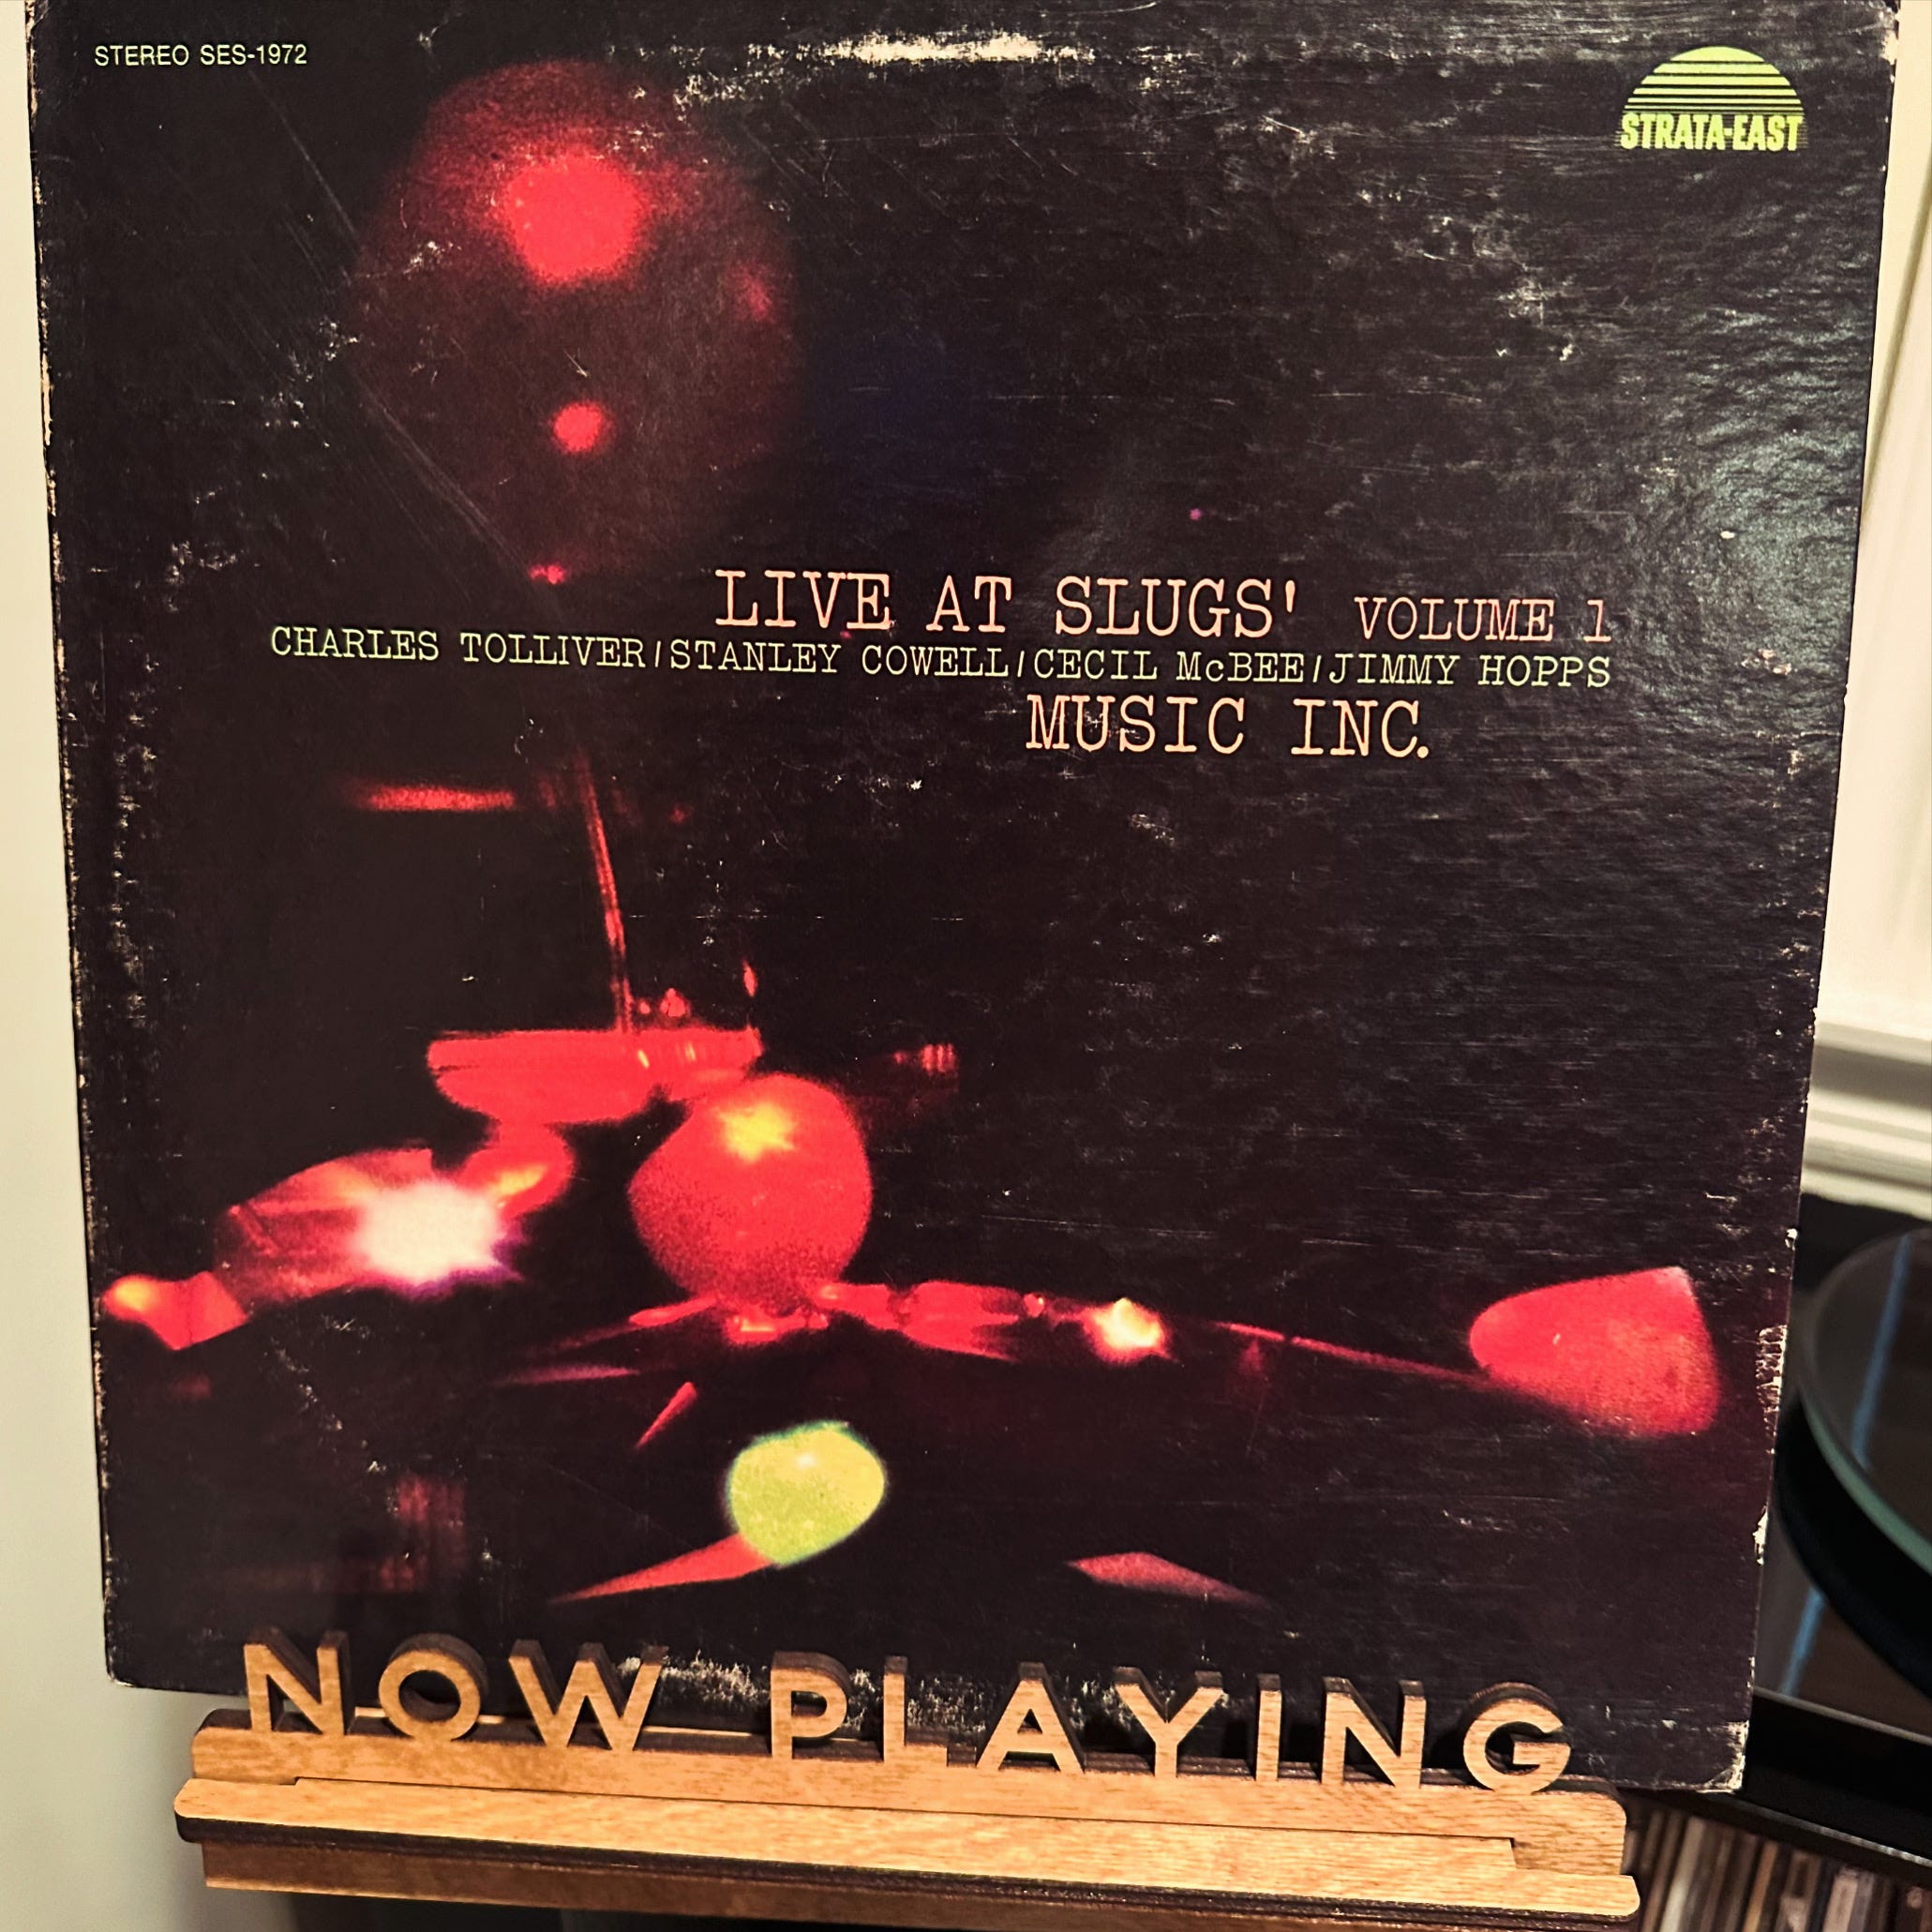 STEREO SES-1972
STRATA-EAST
LIVE AT SLUGS' VOLUME 1
CHARLES TOLLIVER/STANLEY COWELL/CECIL McBEE/JIMMY HOPPS
MUSIC INC.
NOW PLAYING